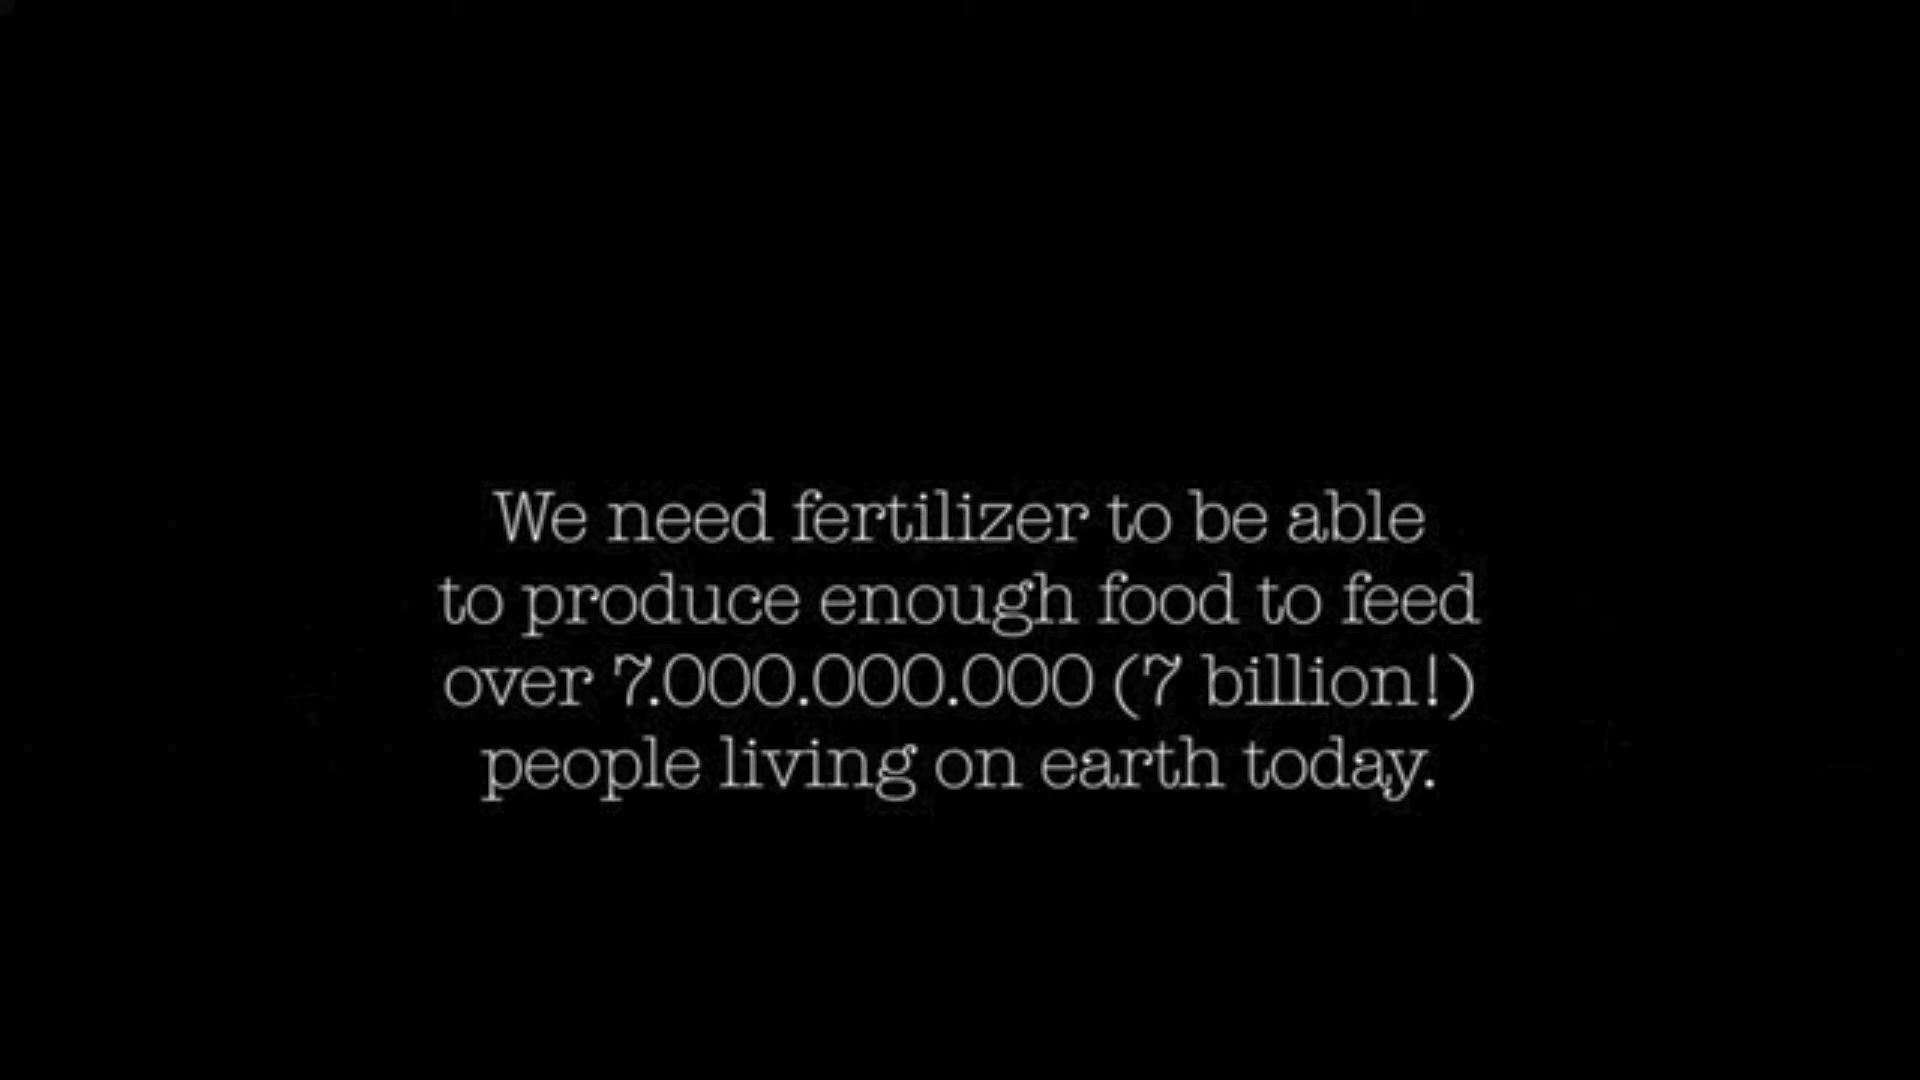 We need fertilizer to be able
to produce enough food to feed
over 7.000.000.000 (7 billion!)
people living on earth today.